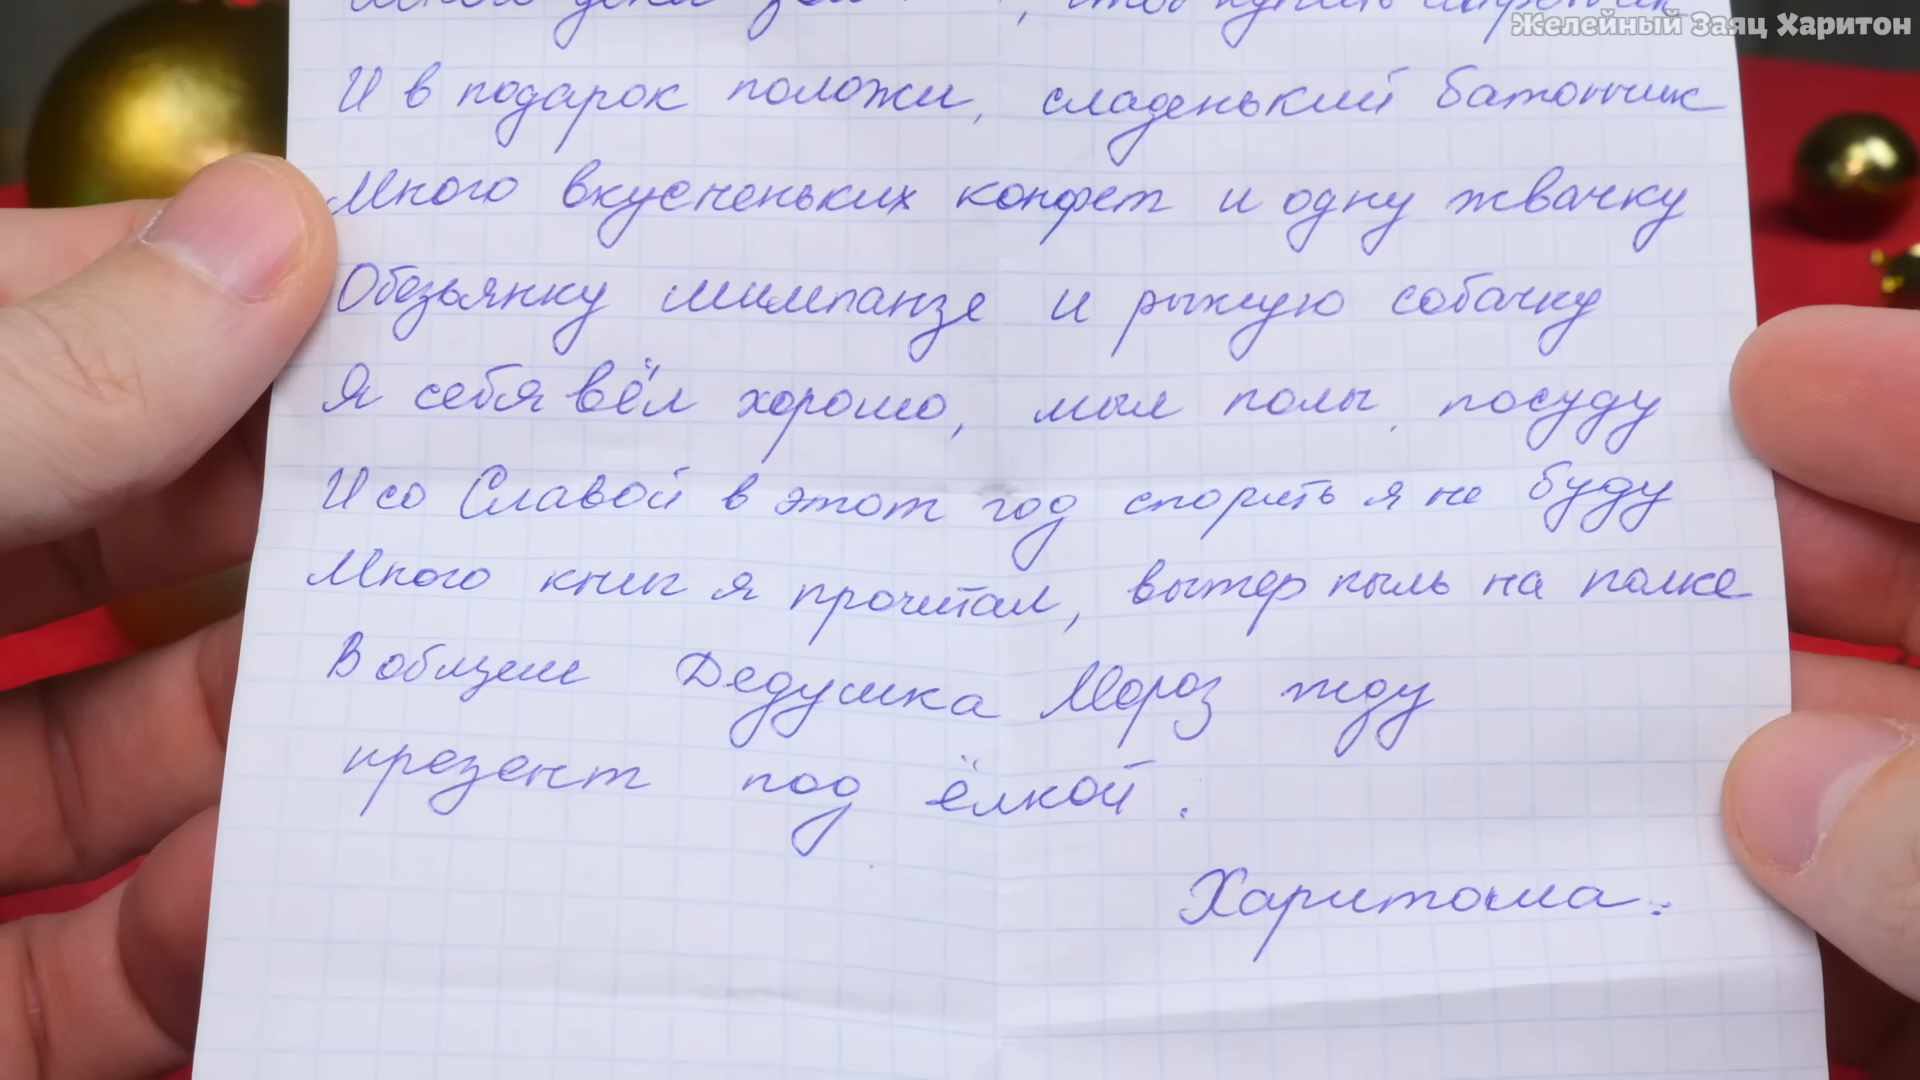 Желейный Заяц Харитон
И в подарок положи, сладенький батончик
Много вкусненьких конфет и одну жвачку
Обезьянку шимпанзе и рыжую собачку
Я себя вёл хорошо, мыл полы, посуду
И со Славой в этот год спорить я не буду
Много книг я прочитал, вытер пыль на полке
В общем Дедушка Мороз жду
презент под ёлкой.
Харитоша.